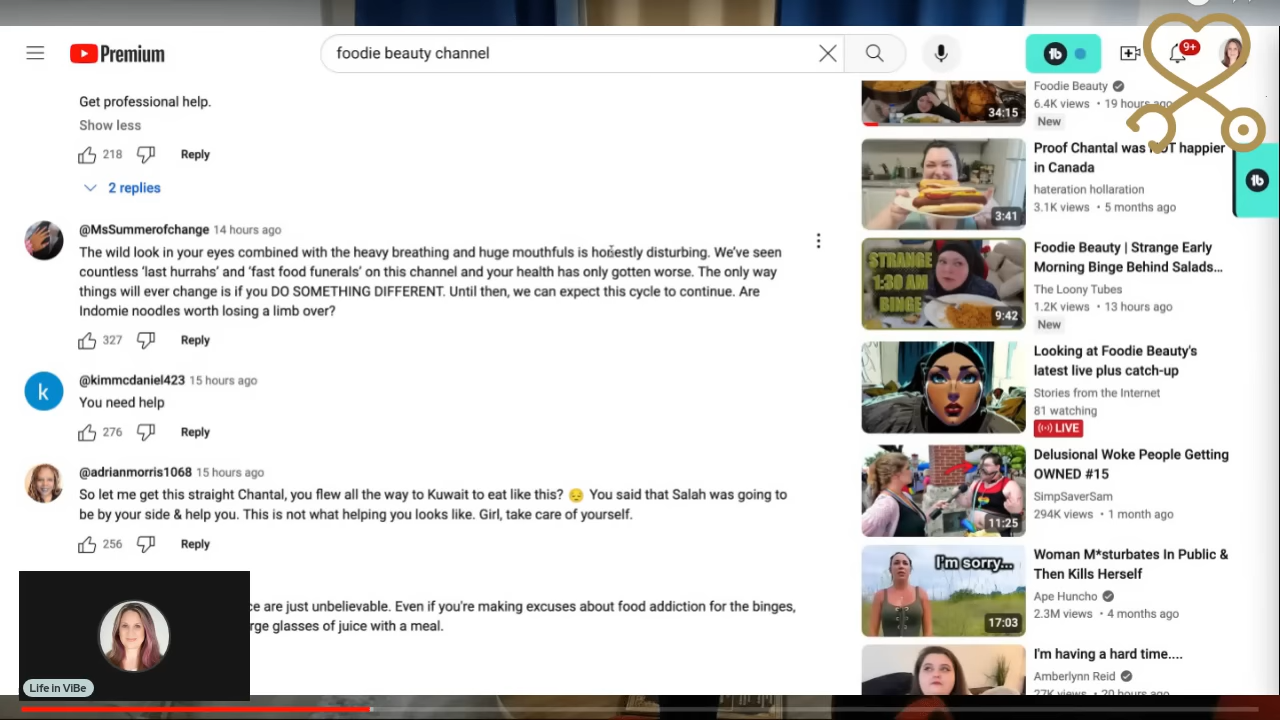 Premium
foodie beauty channel
9+
Get professional help.
Show less
218
Reply
2 replies
@MsSummerofchange 14 hours ago
The wild look in your eyes combined with the heavy breathing and huge mouthfuls is honestly disturbing. We've seen
countless 'last hurrahs' and 'fast food funerals' on this channel and your health has only gotten worse. The only way
things will ever change is if you DO SOMETHING DIFFERENT. Until then, we can expect this cycle to continue. Are
Indomie noodles worth losing a limb over?
327
Reply
@kimmcdaniel423 15 hours ago
You need help
276
Reply
@adrianmorris1068 15 hours ago
So let me get this straight Chantal, you flew all the way to Kuwait to eat like this? 😔 You said that Salah was going to
be by your side & help you. This is not what helping you looks like. Girl, take care of yourself.
256
Reply
are just unbelievable. Even if you're making excuses about food addiction for the binges,
glasses of juice with a meal.
k
Life in ViBe
34:15
Foodie Beauty
6.4K views • 19 hours ago
New
3:41
Proof Chantal was NOT happier
in Canada
hateration hollaration
3.1K views • 5 months ago
STRANGE
1:30 AM
BINGE
9:42
Foodie Beauty | Strange Early
Morning Binge Behind Salads...
The Loony Tubes
1.2K views • 13 hours ago
New
Looking at Foodie Beauty's
latest live plus catch-up
Stories from the Internet
81 watching
LIVE
11:25
Delusional Woke People Getting
OWNED #15
SimpSaverSam
294K views • 1 month ago
I'm sorry...
17:03
Woman M*sturbates In Public &
Then Kills Herself
Ape Huncho
2.3M views • 4 months ago
I'm having a hard time....
Amberlynn Reid
27K views • 20 hours ago